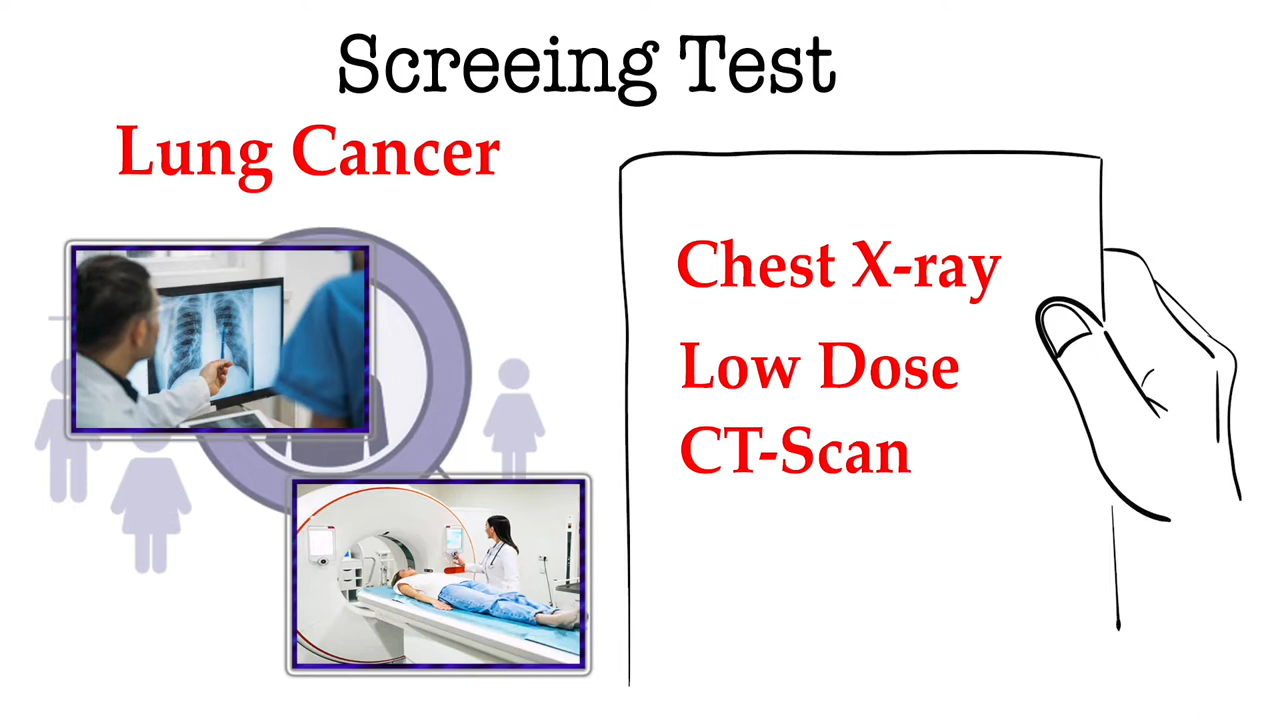 Screeing Test
Lung Cancer
Chest X-ray
Low Dose
CT-Scan